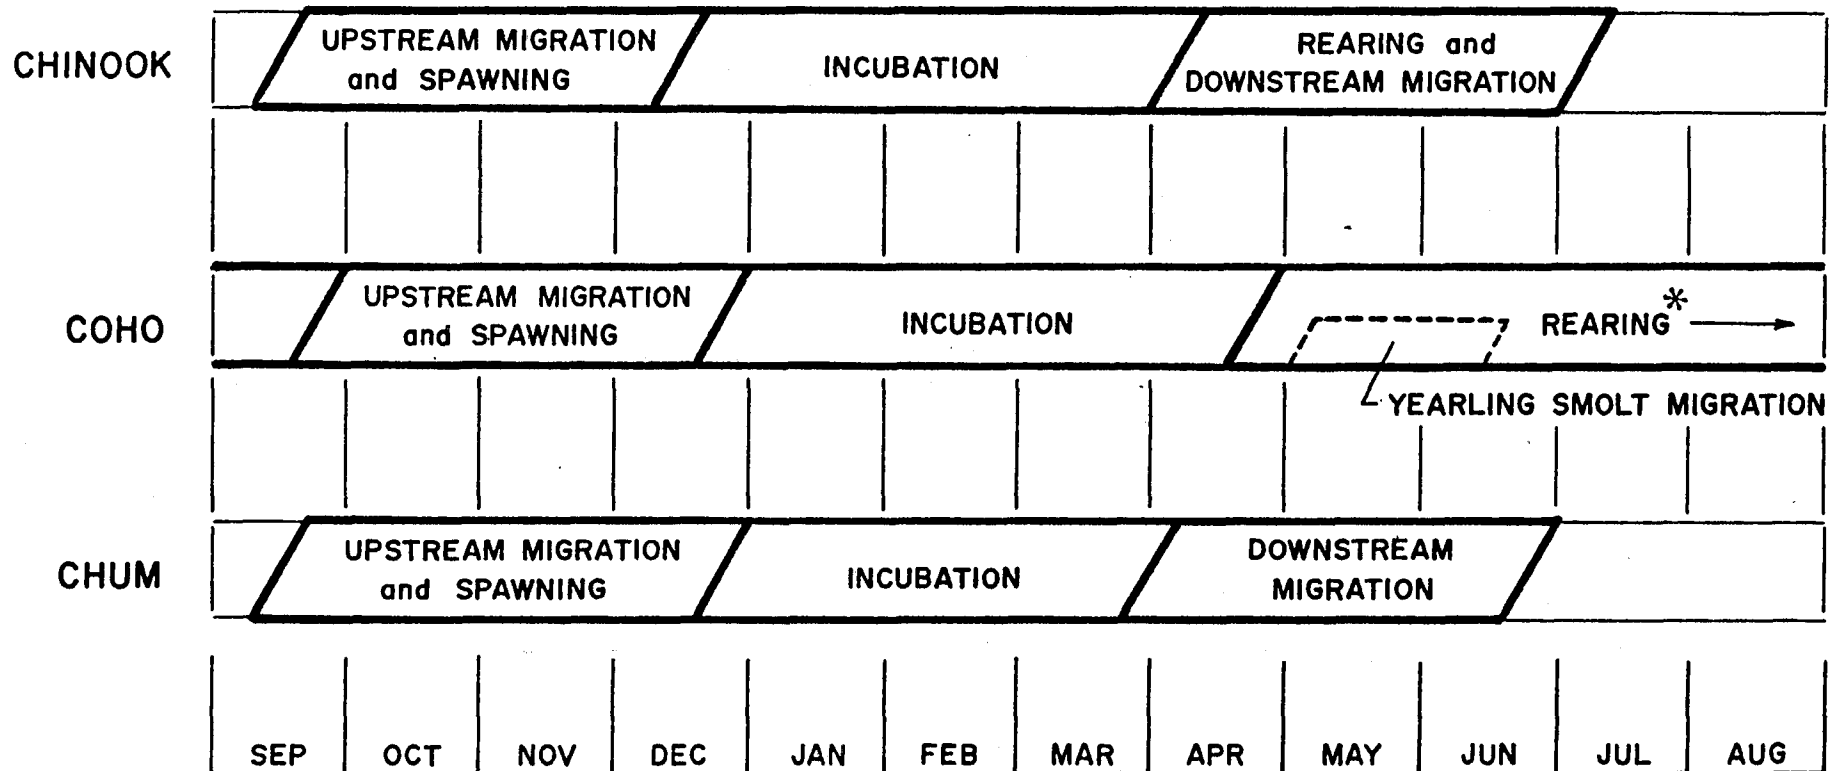 CHINOOK
UPSTREAM MIGRATION
and SPAWNING
INCUBATION
REARING and
DOWNSTREAM MIGRATION
COHO
UPSTREAM MIGRATION
and SPAWNING
INCUBATION
REARING*
YEARLING SMOLT MIGRATION
CHUM
UPSTREAM MIGRATION
and SPAWNING
INCUBATION
DOWNSTREAM
MIGRATION
SEP OCT NOV DEC JAN FEB MAR APR MAY JUN JUL AUG